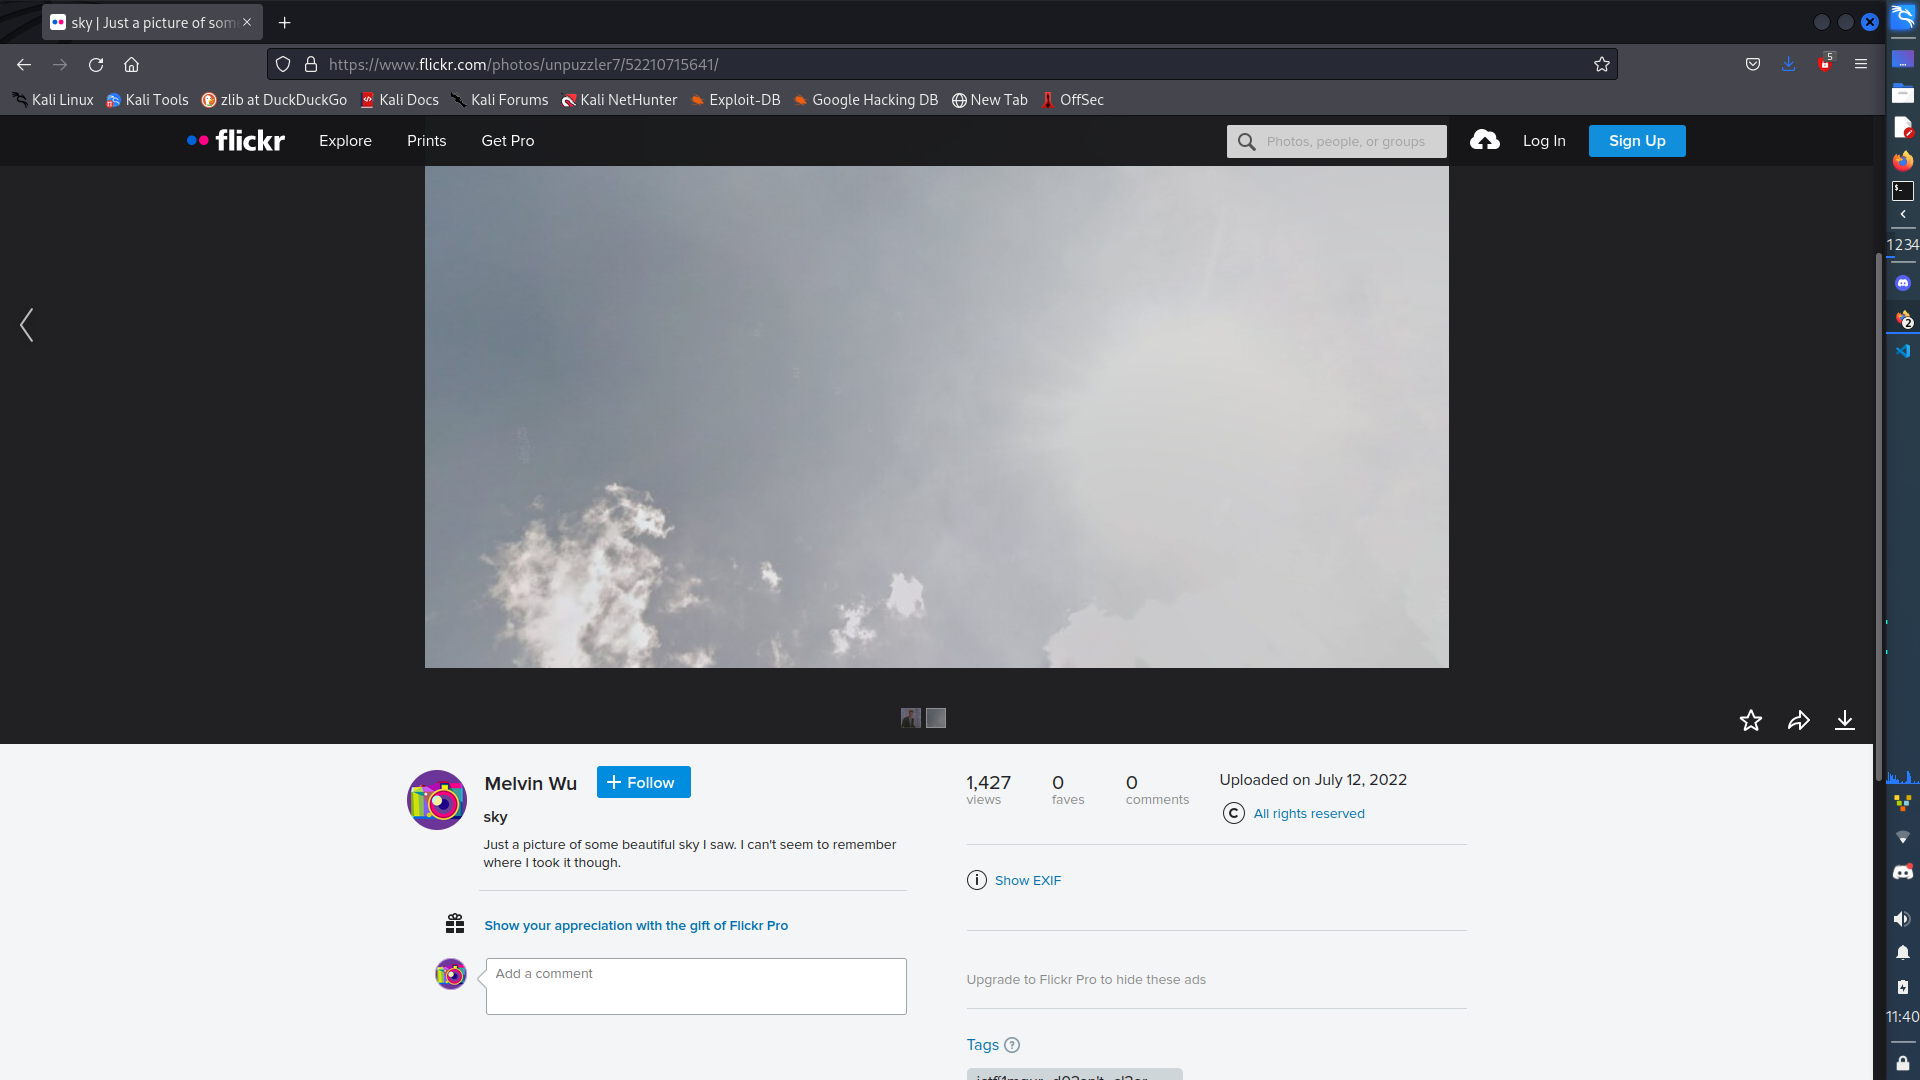 sky | Just a picture of som
https://www.flickr.com/photos/unpuzzler7/52210715641/
5
Kali Linux
Kali Tools
zlib at DuckDuckGo
Kali Docs
Kali Forums
Kali NetHunter
Exploit-DB
Google Hacking DB
New Tab
OffSec
flickr
Explore
Prints
Get Pro
Photos, people, or groups
Log In
Sign Up
1234
2
Melvin Wu
+ Follow
sky
Just a picture of some beautiful sky I saw. I can't seem to remember
where I took it though.
1,427
views
0
faves
0
comments
Uploaded on July 12, 2022
All rights reserved
Show EXIF
Show your appreciation with the gift of Flickr Pro
Add a comment
Upgrade to Flickr Pro to hide these ads
Tags ?
11:40